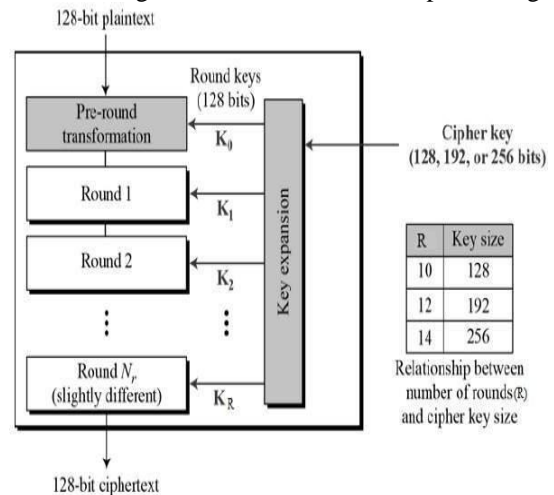 128-bit plaintext
Round keys
(128 bits)
Pre-round
transformation
K0
Cipher key
(128, 192, or 256 bits)
Round 1
K1
Round 2
K2
Key expansion
R Key size
10 128
12 192
14 256
Relationship between
number of rounds(R)
and cipher key size
Round Nr
(slightly different)
KR
128-bit ciphertext